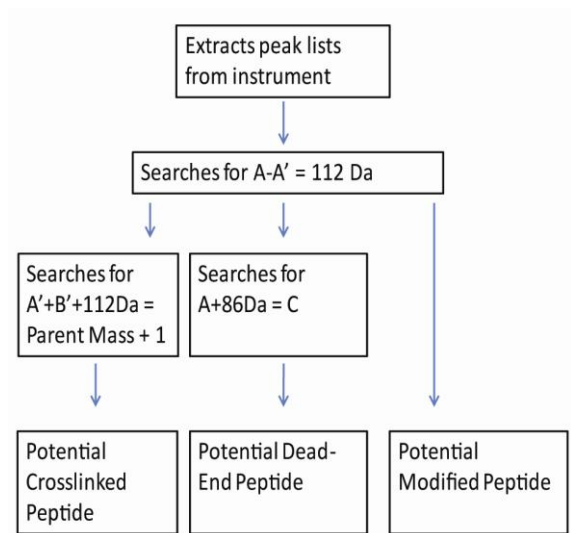 Extracts peak lists
from instrument
Searches for A-A’ = 112 Da
Searches for
A’+B’+112Da =
Parent Mass + 1
Searches for
A+86Da = C
Potential
Crosslinked
Peptide
Potential Dead-
End Peptide
Potential
Modified Peptide